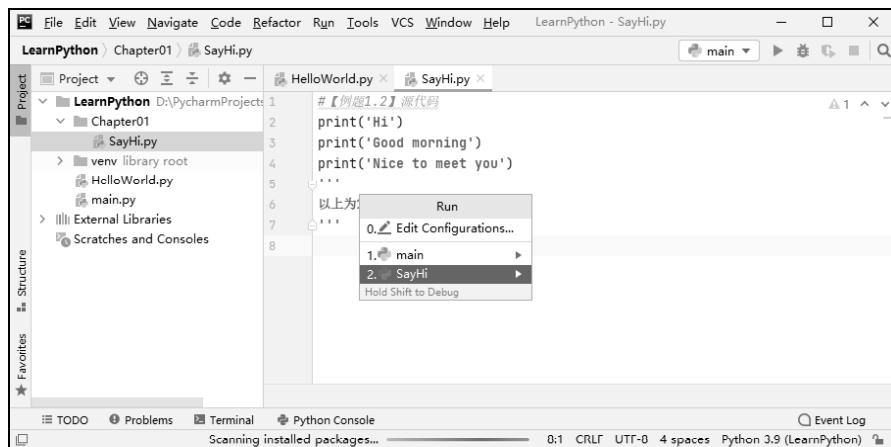 PC File Edit View Navigate Code Refactor Run Tools VCS Window Help LearnPython - SayHi.py
LearnPython Chapter01 SayHi.py main
Project HelloWorld.py SayHi.py
Project
LearnPython D:\PycharmProjects
Chapter01
SayHi.py
venv library root
HelloWorld.py
main.py
External Libraries
Scratches and Consoles
1 #【例题1.2】源代码
2 print('Hi')
3 print('Good morning')
4 print('Nice to meet you')
5 '''
6 以上为
7 '''
8
1
Run
0. Edit Configurations...
1. main
2. SayHi
Hold Shift to Debug
Structure
Favorites
TODO Problems Terminal Python Console Event Log
Scanning installed packages... 8:1 CRLF UTF-8 4 spaces Python 3.9 (LearnPython)